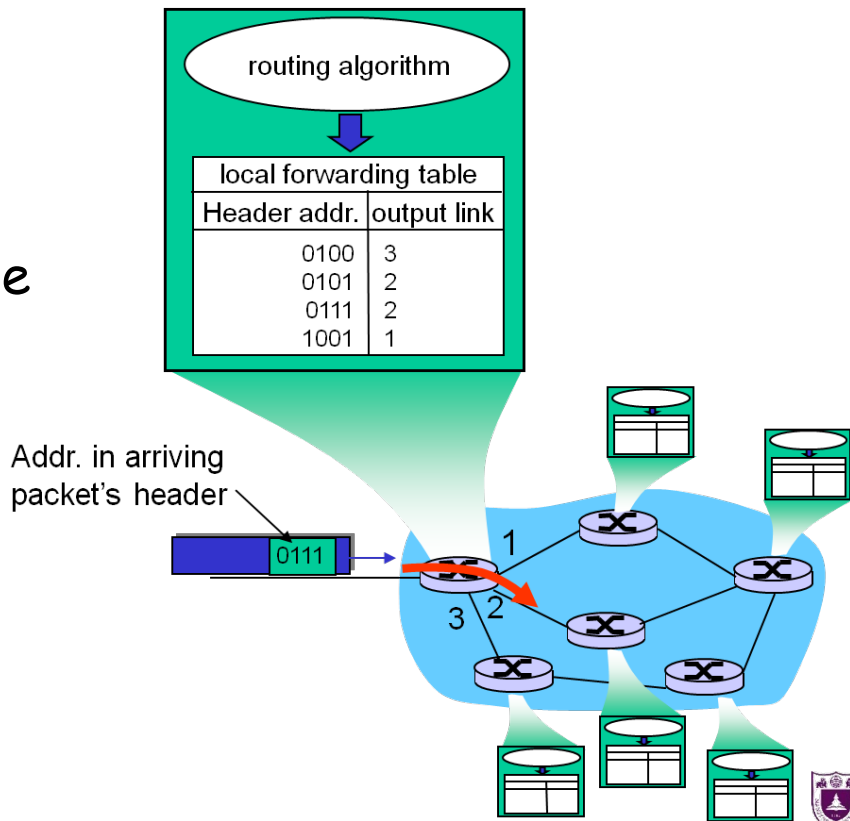 routing algorithm
local forwarding table
Header addr. output link
0100 3
0101 2
0111 2
1001 1
e
Addr. in arriving
packet's header
0111
1
2
3